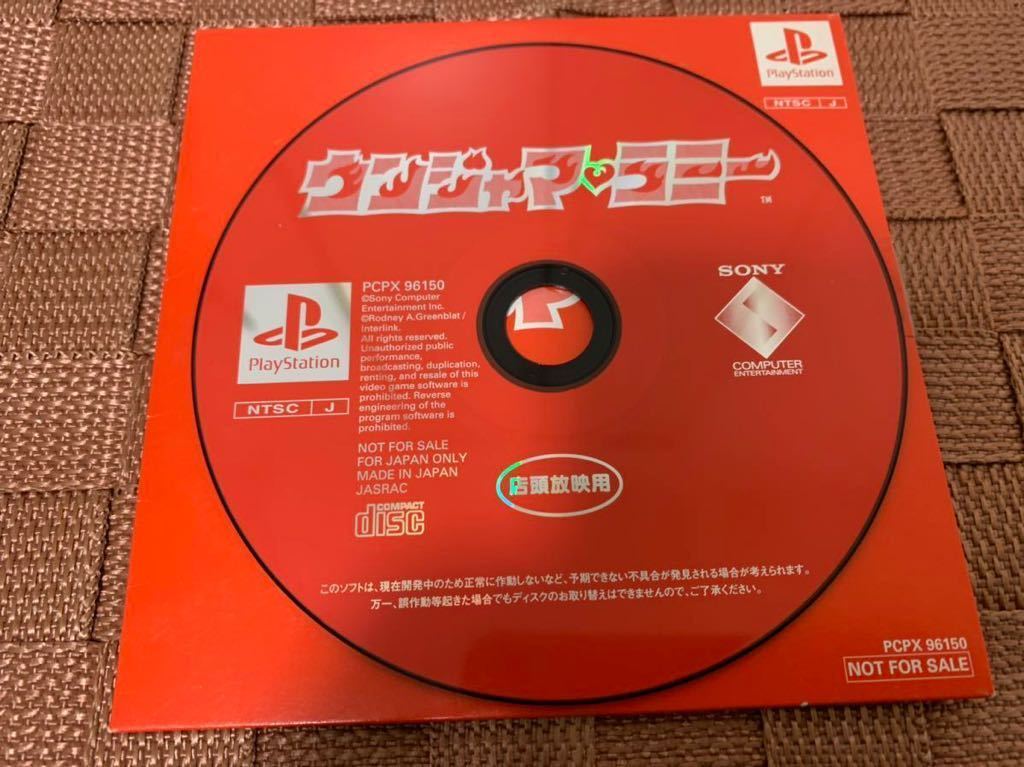 PlayStation
NTSC J
ウンジャマ♡ラミー
TM
PlayStation
NTSC J
PCPX 96150
©Sony Computer
Entertainment Inc.
©Rodney A.Greenblat /
Interlink.
All rights reserved.
Unauthorized public
performance,
broadcasting, duplication,
renting, and resale of this
video game software is
prohibited. Reverse
engineering of the
program software is
prohibited.
NOT FOR SALE
FOR JAPAN ONLY
MADE IN JAPAN
JASRAC
COMPACT
disc
SONY
COMPUTER
ENTERTAINMENT
店頭放映用
このソフトは、現在開発中のため正常に作動しないなど、予期できない不具合が発見される場合が考えられます。
万一、誤作動等起きた場合でもディスクのお取り替えはできませんので、ご了承ください。
PCPX 96150
NOT FOR SALE